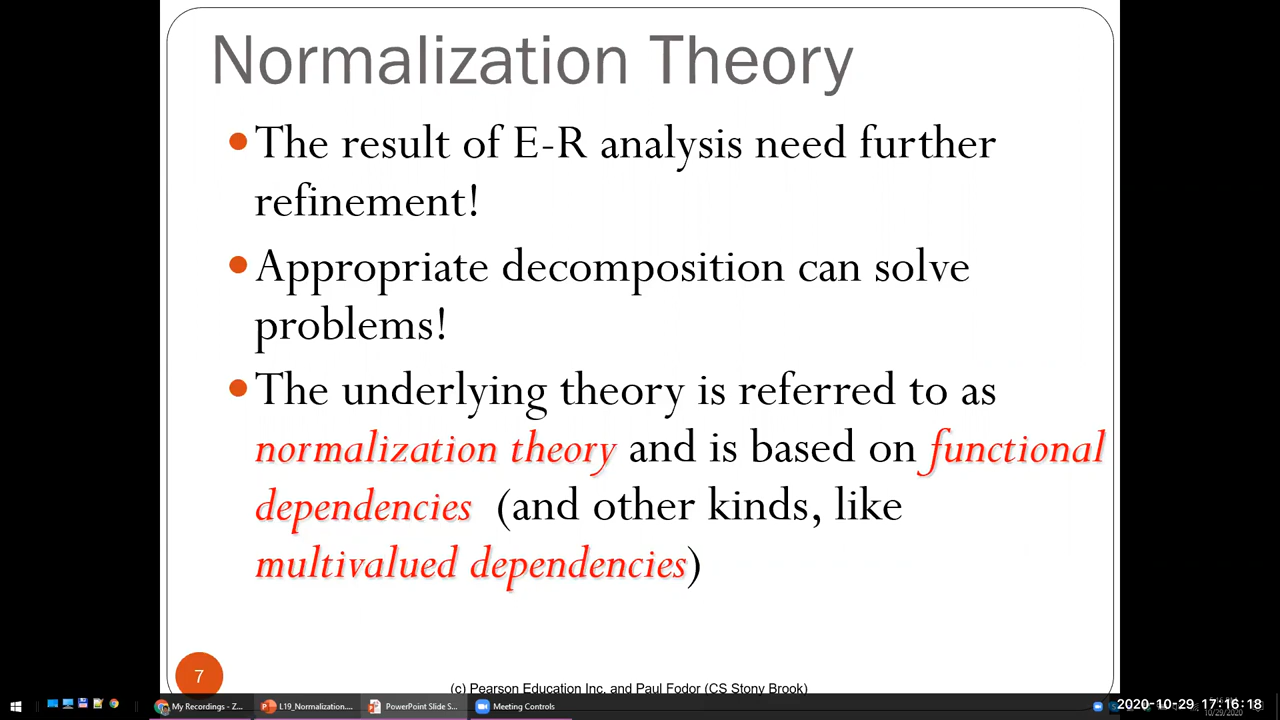 Normalization Theory
The result of E-R analysis need further
refinement!
Appropriate decomposition can solve
problems!
The underlying theory is referred to as
normalization theory and is based on functional
dependencies (and other kinds, like
multivalued dependencies)
7
(c) Pearson Education Inc. and Paul Fodor (CS Stony Brook)
My Recordings - Z...
L19_Normalization....
PowerPoint Slide S...
Meeting Controls
2020-10-29 17:16:18